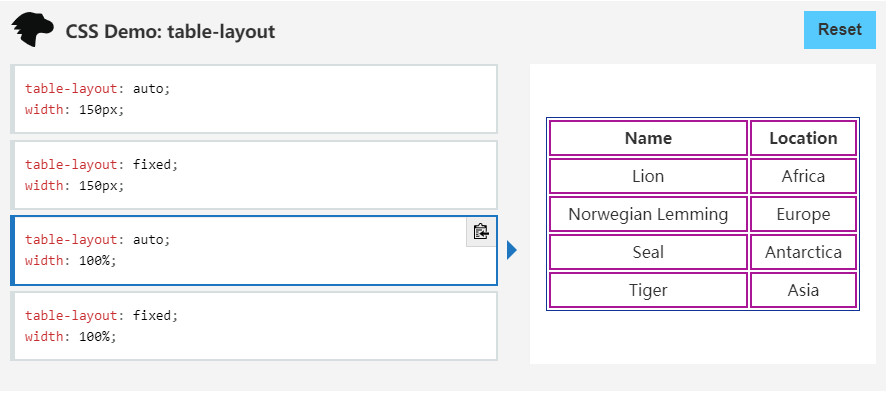 CSS Demo: table-layout
Reset
table-layout: auto;
width: 150px;
table-layout: fixed;
width: 150px;
table-layout: auto;
width: 100%;
table-layout: fixed;
width: 100%;
Name Location
Lion Africa
Norwegian Lemming Europe
Seal Antarctica
Tiger Asia